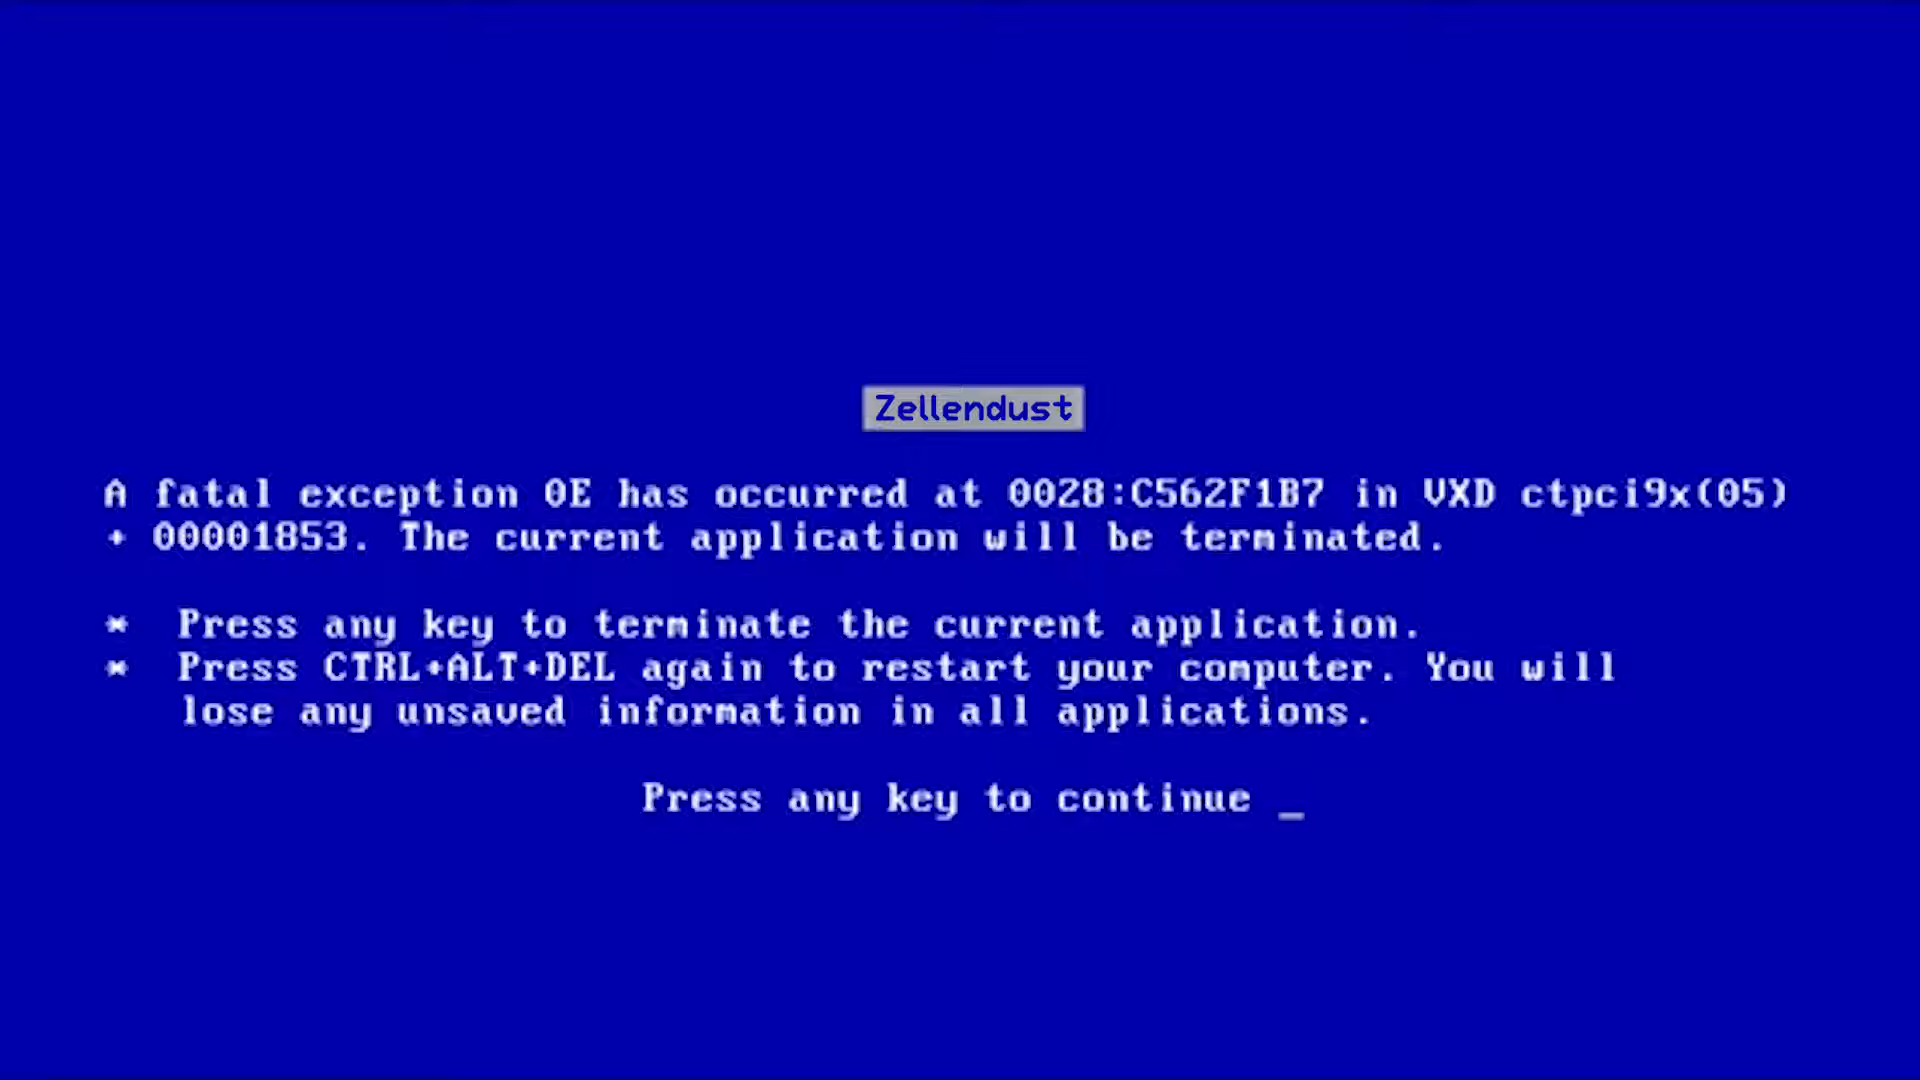 Zellendust
A fatal exception 0E has occurred at 0028:C562F1B7 in VXD ctpci9x(05)
+ 00001853. The current application will be terminated.
* Press any key to terminate the current application.
* Press CTRL+ALT+DEL again to restart your computer. You will
lose any unsaved information in all applications.
Press any key to continue _